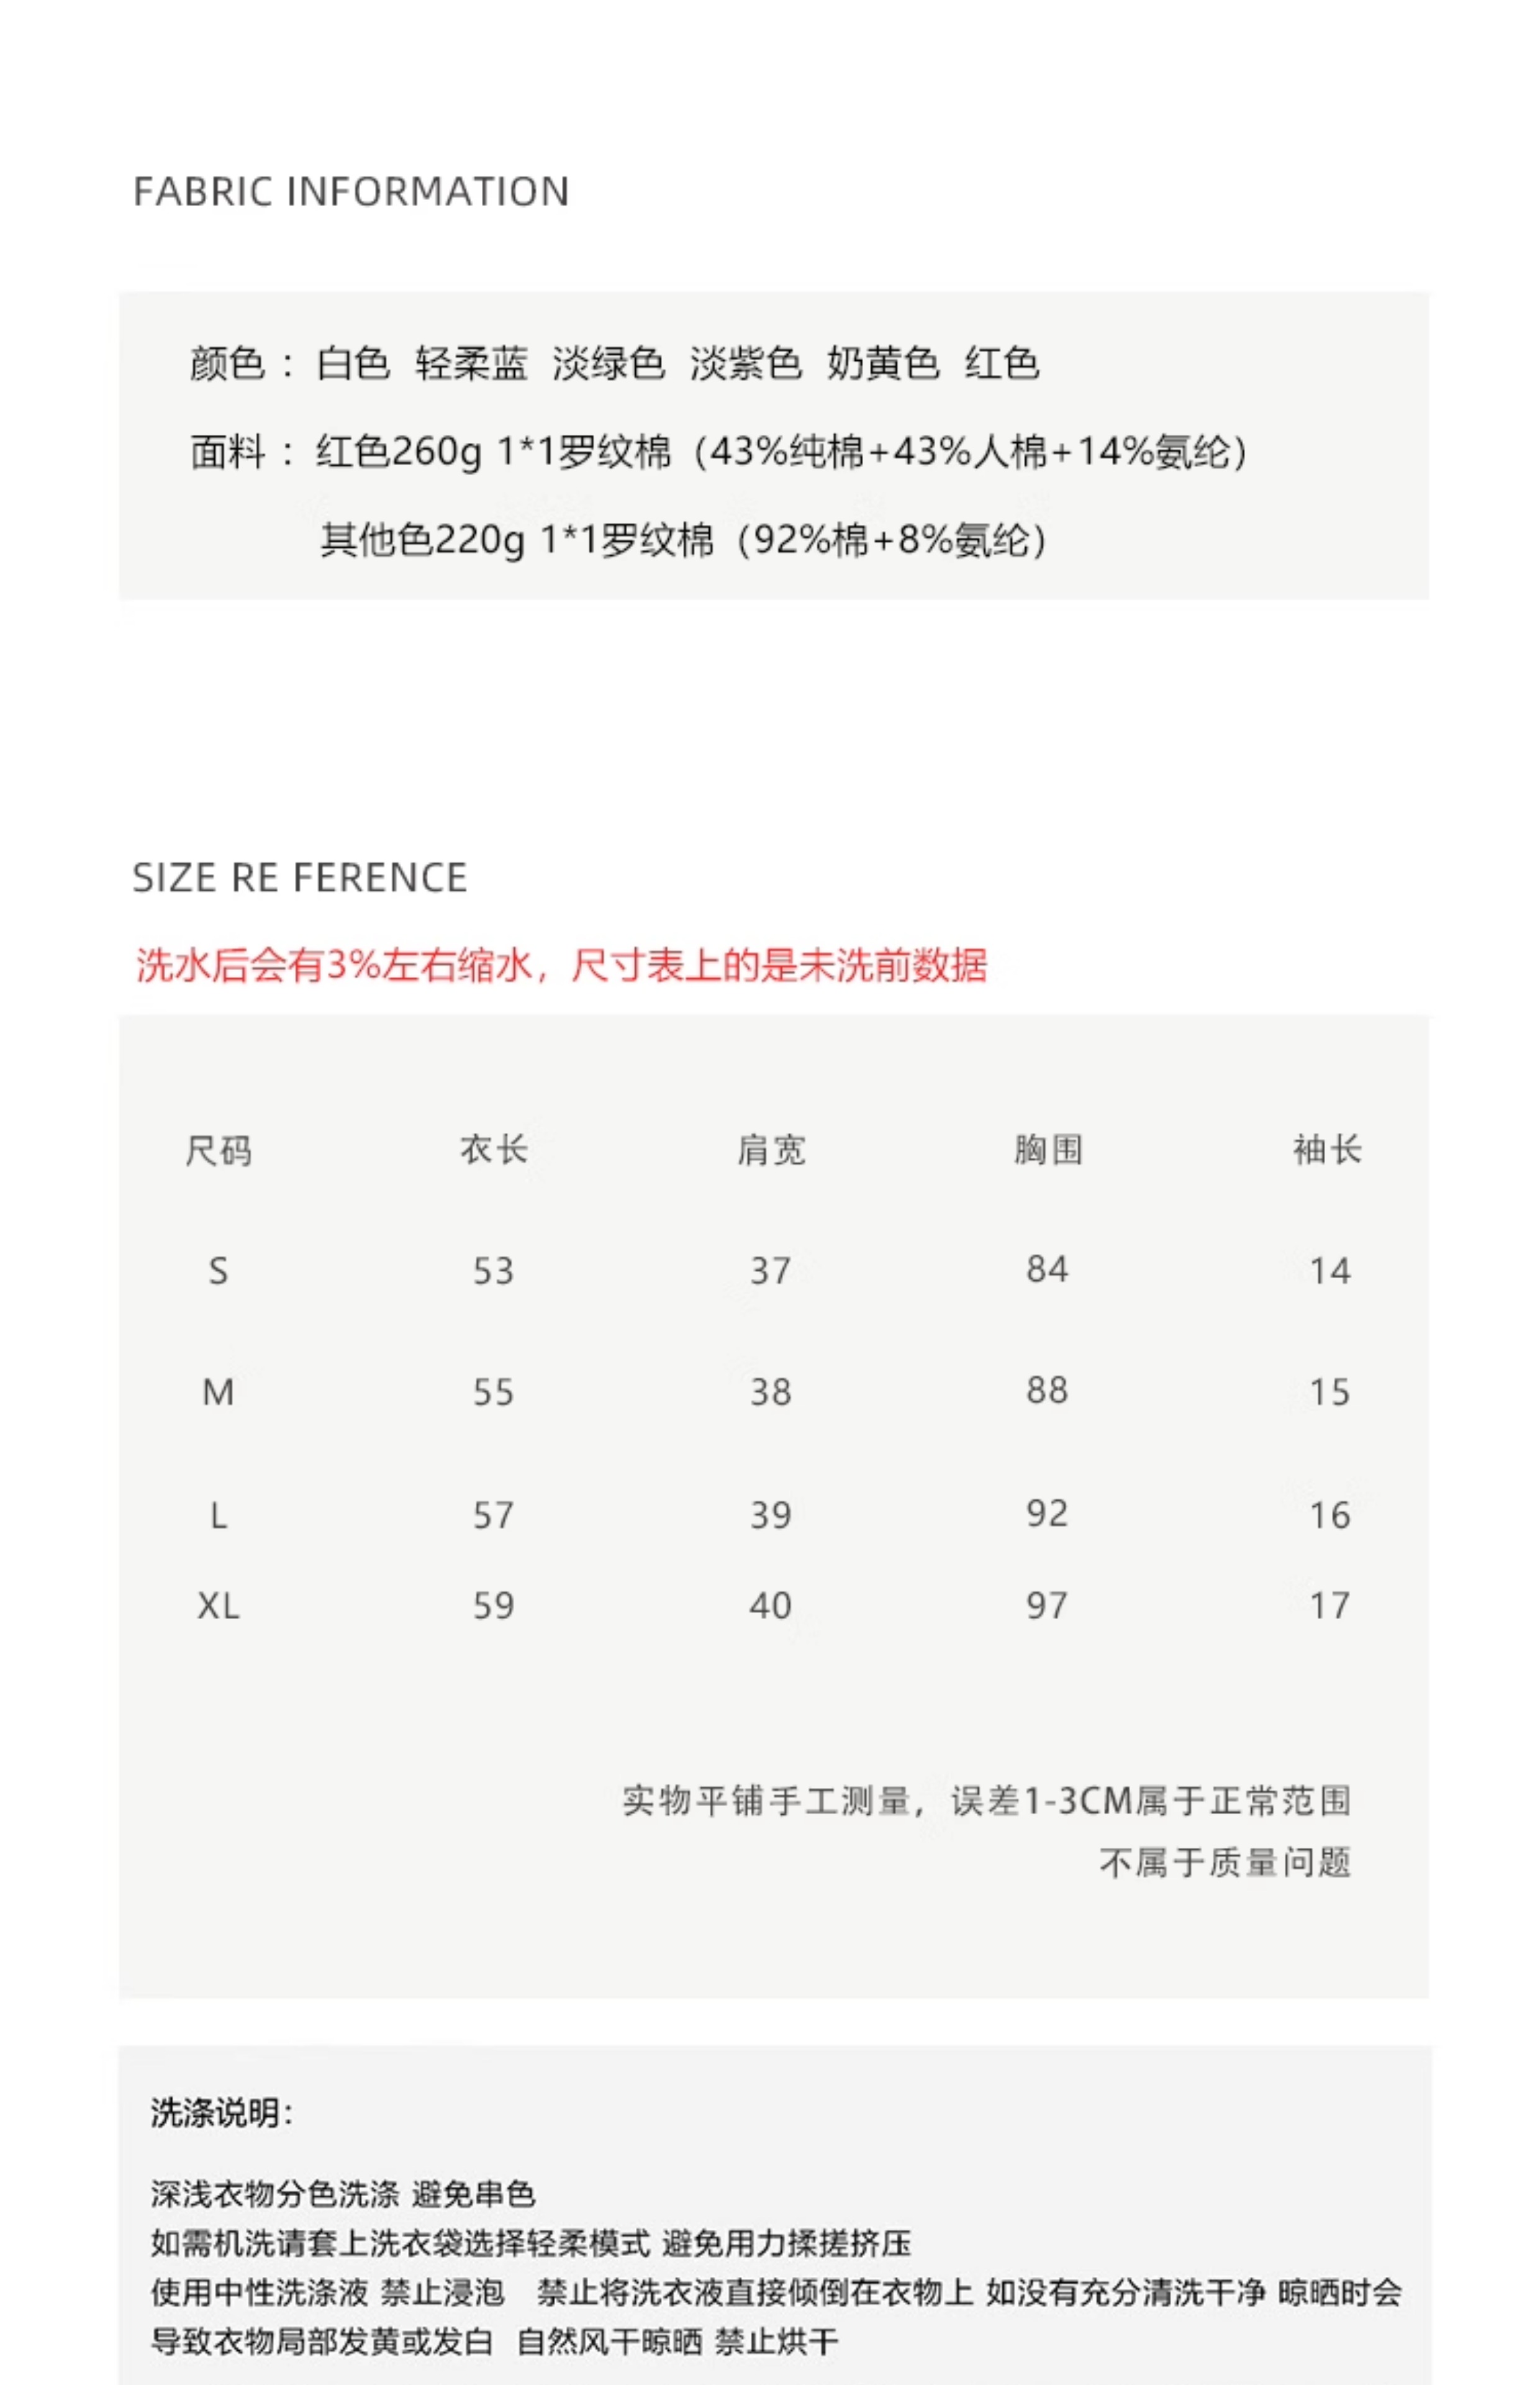 FABRIC INFORMATION
颜色 : 白色 轻柔蓝 淡绿色 淡紫色 奶黄色 红色
面料 : 红色260g 1*1罗纹棉（43%纯棉+43%人棉+14%氨纶）
其他色220g 1*1罗纹棉（92%棉+8%氨纶）
SIZE RE FERENCE
洗水后会有3%左右缩水，尺寸表上的是未洗前数据
尺码 衣长 肩宽 胸围 袖长
S 53 37 84 14
M 55 38 88 15
L 57 39 92 16
XL 59 40 97 17
实物平铺手工测量，误差1-3CM属于正常范围
不属于质量问题
洗涤说明：
深浅衣物分色洗涤 避免串色
如需机洗请套上洗衣袋选择轻柔模式 避免用力揉搓挤压
使用中性洗涤液 禁止浸泡 禁止将洗衣液直接倾倒在衣物上 如没有充分清洗干净 晾晒时会
导致衣物局部发黄或发白 自然风干晾晒 禁止烘干